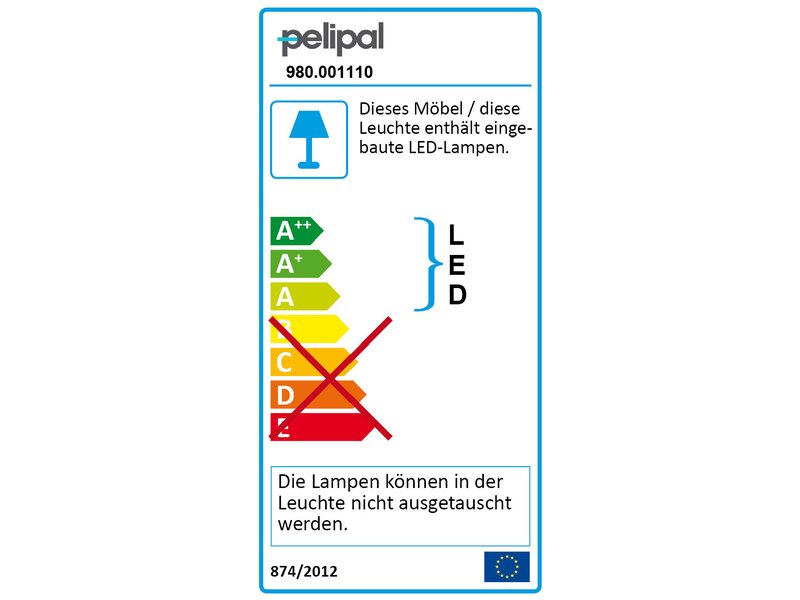 pelipal
980.001110
Dieses Möbel / diese
Leuchte enthält einge-
baute LED-Lampen.
A++
A+
A
B
C
D
E
L
E
D
Die Lampen können in der
Leuchte nicht ausgetauscht
werden.
874/2012